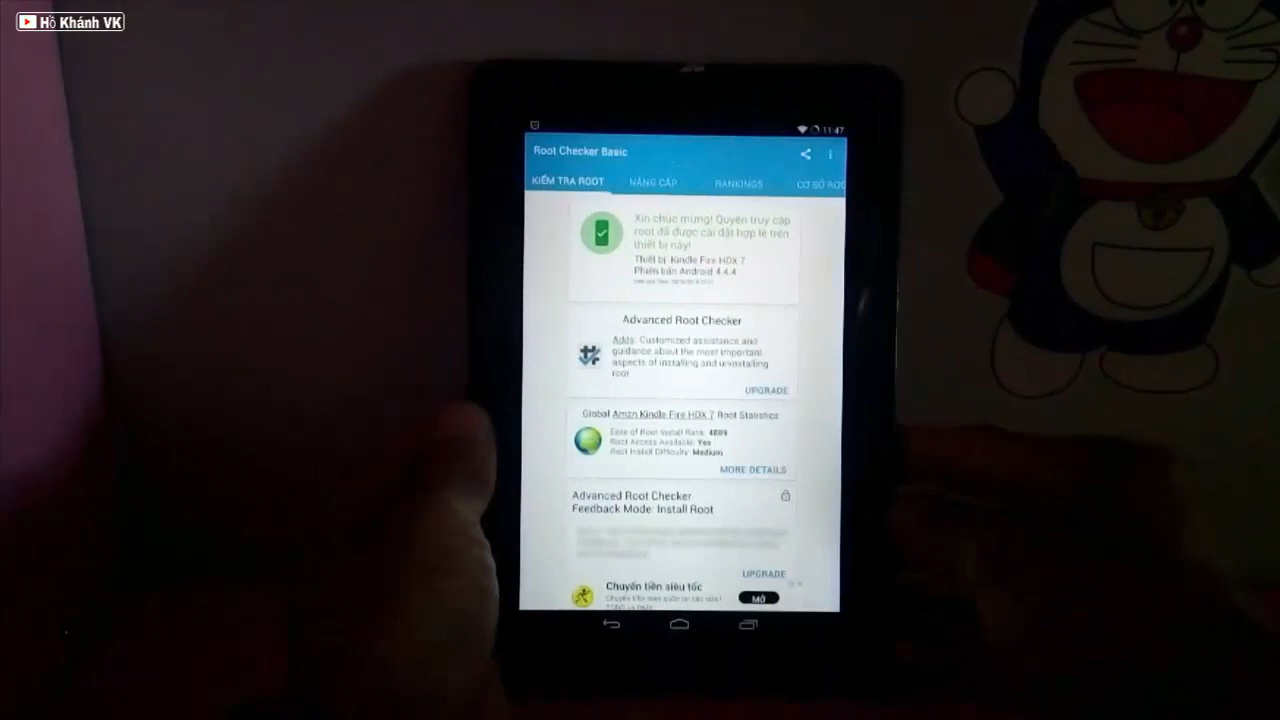 Hồ Khánh VK
11:47
Root Checker Basic
KIỂM TRA ROOT
NÂNG CẤP
RANKINGS
CƠ SỞ ROO
Xin chúc mừng! Quyền truy cập
root đã được cài đặt hợp lệ trên
thiết bị này!
Thiết bị: Kindle Fire HDX 7
Phiên bản Android 4.4.4
Advanced Root Checker
Adds: Customized assistance and
guidance about the most important
aspects of installing and uninstalling
root
UPGRADE
Global Amzn Kindle Fire HDX 7 Root Statistics
Ease of Root Install Rank:
Root Access Available: Yes
Root Install Difficulty: Medium
MORE DETAILS
Advanced Root Checker
Feedback Mode: Install Root
UPGRADE
Chuyển tiền siêu tốc
MỞ